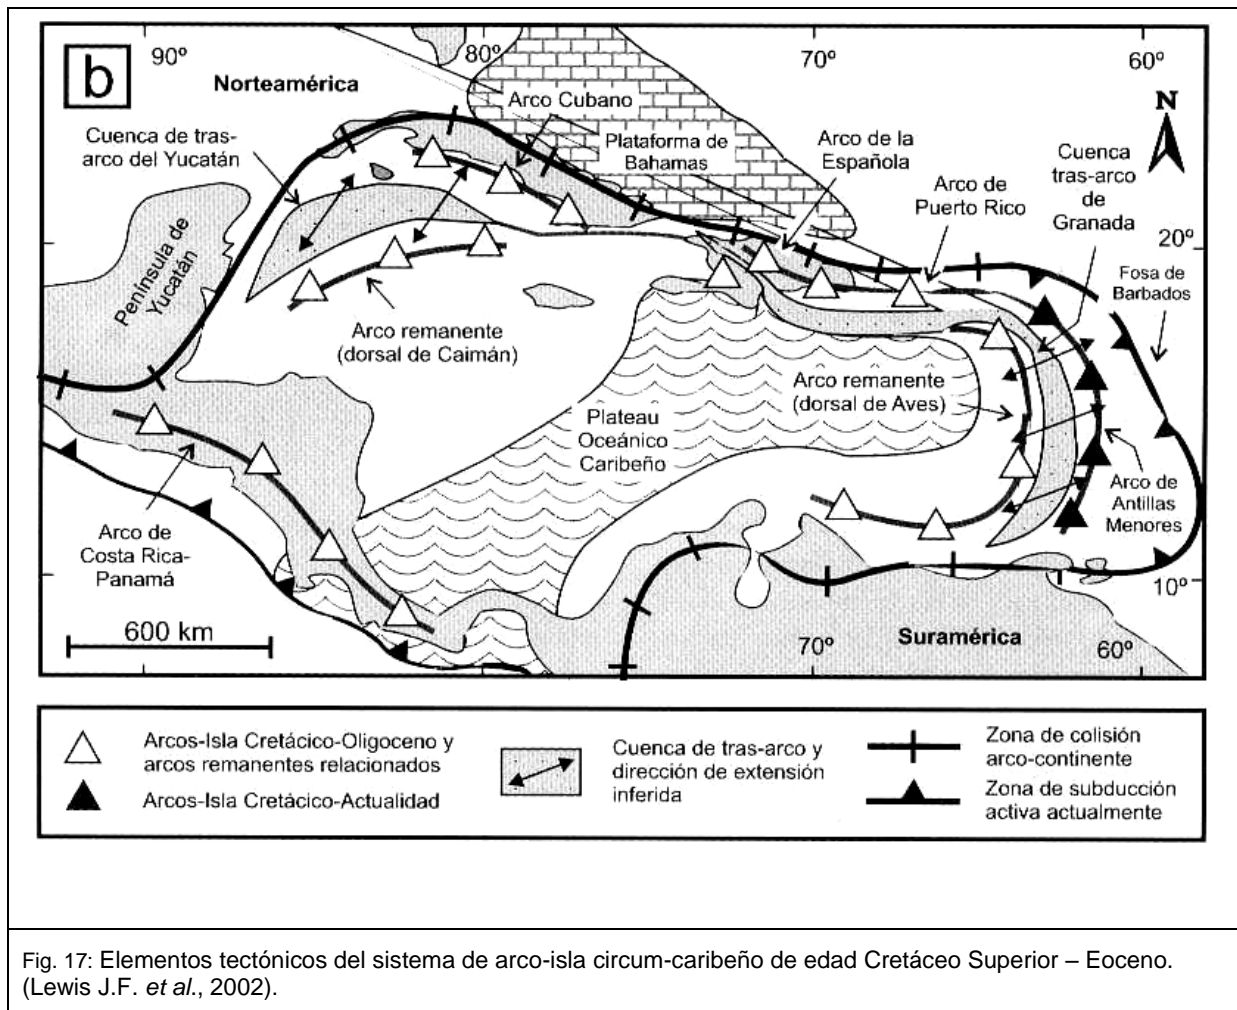 b
90º
80º
70º
60º
Norteamérica
Arco Cubano
N
Cuenca de tras-
arco del Yucatán
Plataforma de
Bahamas
Arco de la
Española
Cuenca
tras-arco
de
Granada
Arco de
Puerto Rico
20º
Península de
Yucatán
Fosa de
Barbados
Arco remanente
(dorsal de Caimán)
Arco remanente
(dorsal de Aves)
Plateau
Oceánico
Caribeño
Arco de
Antillas
Menores
Arco de
Costa Rica-
Panamá
10º
600 km
70º
Suramérica
60º
Arcos-Isla Cretácico-Oligoceno y
arcos remanentes relacionados
Arcos-Isla Cretácico-Actualidad
Cuenca de tras-arco y
dirección de extensión
inferida
Zona de colisión
arco-continente
Zona de subducción
activa actualmente
Fig. 17: Elementos tectónicos del sistema de arco-isla circum-caribeño de edad Cretáceo Superior – Eoceno.
(Lewis J.F. et al., 2002).